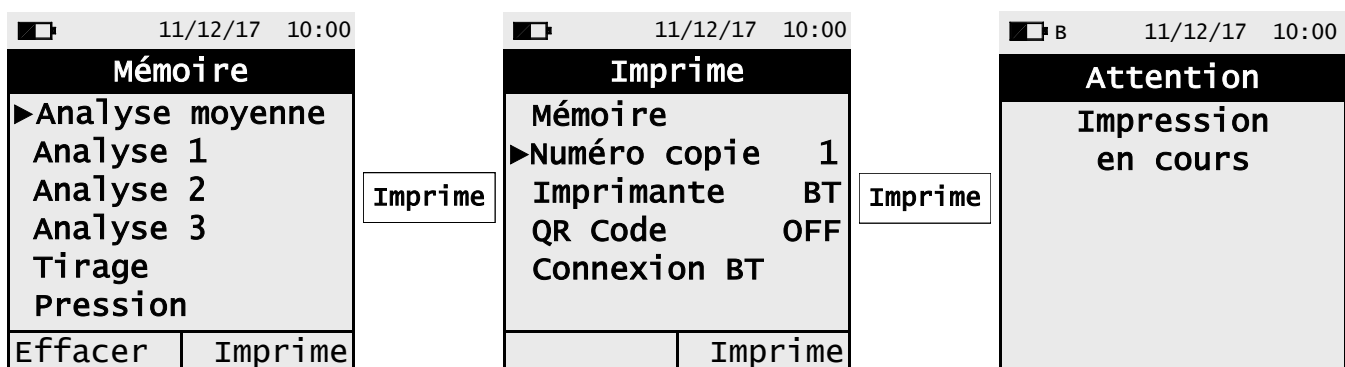 11/12/17 10:00
Mémoire
▶Analyse moyenne
Analyse 1
Analyse 2
Analyse 3
Tirage
Pression
Effacer Imprime
Imprime
11/12/17 10:00
Imprime
Mémoire
▶Numéro copie 1
Imprimante BT
QR Code OFF
Connexion BT
Imprime
Imprime
B 11/12/17 10:00
Attention
Impression
en cours